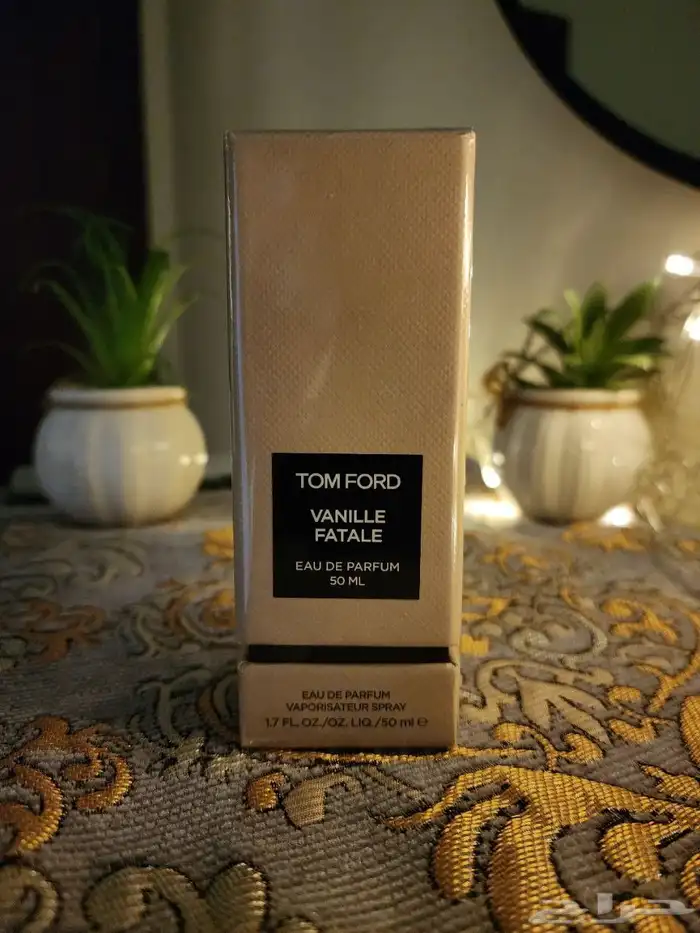 TOM FORD
VANILLE
FATALE
EAU DE PARFUM
50 ML
EAU DE PARFUM
VAPORISATEUR SPRAY
1.7 FL. OZ./OZ. LIQ./50 ml ℮
حراج